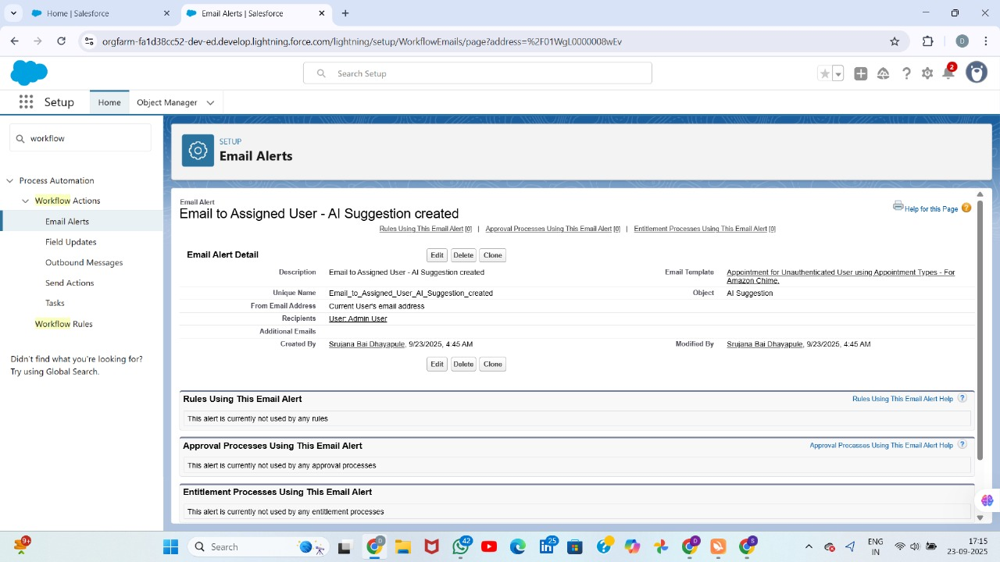 Home | Salesforce
Email Alerts | Salesforce
orgfarm-fa1d38cc52-dev-ed.develop.lightning.force.com/lightning/setup/WorkflowEmails/page?address=%2F01WgL0000008wEv
D
Search Setup
2
Setup
Home
Object Manager
workflow
Process Automation
Workflow Actions
Email Alerts
Field Updates
Outbound Messages
Send Actions
Tasks
Workflow Rules
Didn't find what you're looking for?
Try using Global Search.
SETUP
Email Alerts
Email Alert
Email to Assigned User - AI Suggestion created
Help for this Page ?
Rules Using This Email Alert [0] | Approval Processes Using This Email Alert [0] | Entitlement Processes Using This Email Alert [0]
Email Alert Detail
Edit Delete Clone
Description Email to Assigned User - AI Suggestion created
Email Template Appointment for Unauthenticated User using Appointment Types - For
Amazon Chime.
Unique Name Email_to_Assigned_User_AI_Suggestion_created
Object AI Suggestion
From Email Address Current User's email address
Recipients User: Admin User
Additional Emails
Created By Srujana Bai Dhayapule, 9/23/2025, 4:45 AM
Modified By Srujana Bai Dhayapule, 9/23/2025, 4:45 AM
Edit Delete Clone
Rules Using This Email Alert
Rules Using This Email Alert Help ?
This alert is currently not used by any rules
Approval Processes Using This Email Alert
Approval Processes Using This Email Alert Help ?
This alert is currently not used by any approval processes
Entitlement Processes Using This Email Alert
This alert is currently not used by any entitlement processes
9+
Search
D
42
25
D
S
ENG
IN
17:15
23-09-2025